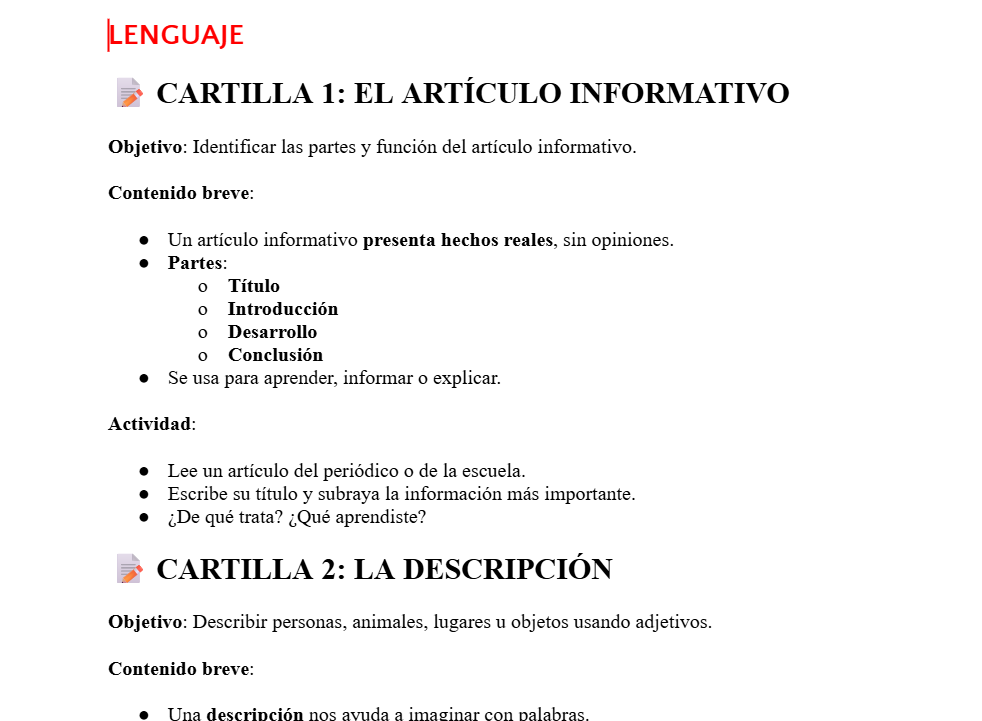 LENGUAJE
CARTILLA 1: EL ARTÍCULO INFORMATIVO
Objetivo: Identificar las partes y función del artículo informativo.
Contenido breve:
● Un artículo informativo presenta hechos reales, sin opiniones.
● Partes:
o Título
o Introducción
o Desarrollo
o Conclusión
● Se usa para aprender, informar o explicar.
Actividad:
● Lee un artículo del periódico o de la escuela.
● Escribe su título y subraya la información más importante.
● ¿De qué trata? ¿Qué aprendiste?
CARTILLA 2: LA DESCRIPCIÓN
Objetivo: Describir personas, animales, lugares u objetos usando adjetivos.
Contenido breve:
● Una descripción nos ayuda a imaginar con palabras.